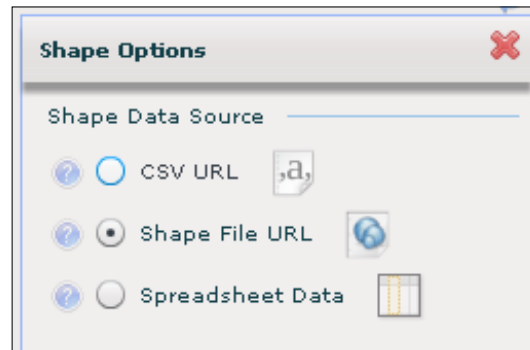 Shape Options
Shape Data Source
? CSV URL ,a,
? Shape File URL
? Spreadsheet Data